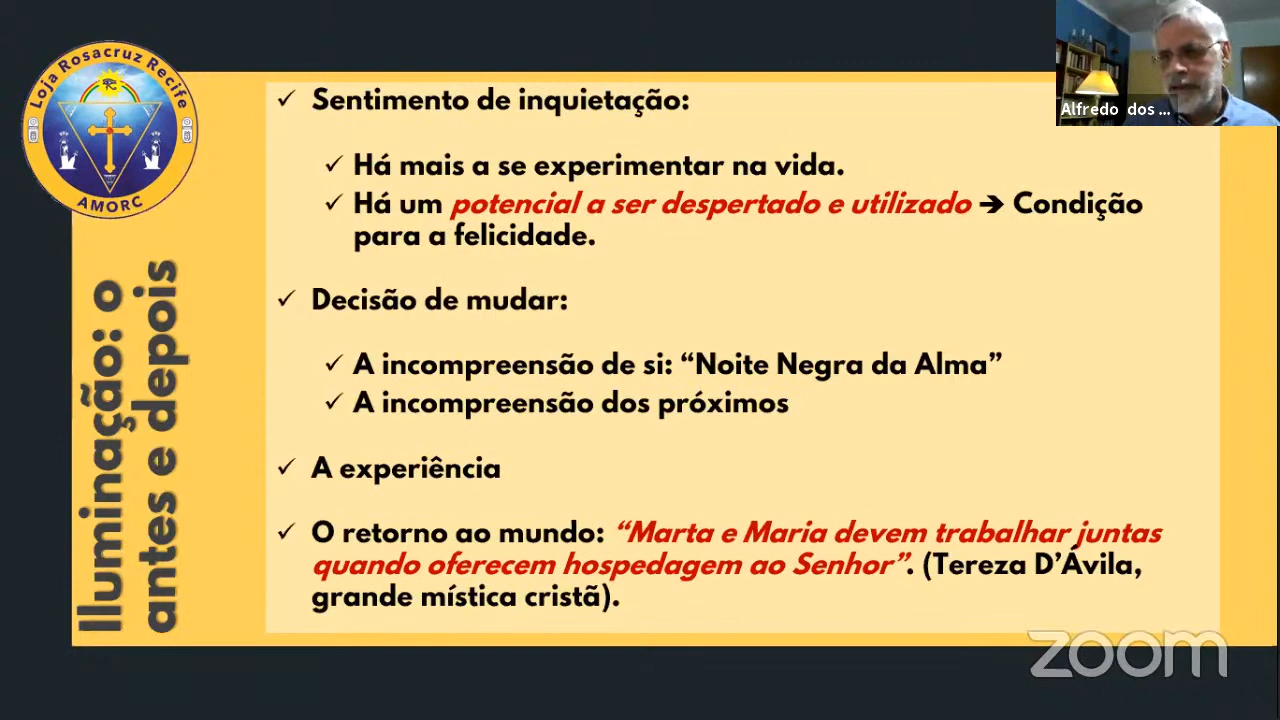 Loja Rosacruz Recife
AMORC
Iluminação: o
antes e depois
Sentimento de inquietação:
Há mais a se experimentar na vida.
Há um potencial a ser despertado e utilizado ➔ Condição
para a felicidade.
Decisão de mudar:
A incompreensão de si: “Noite Negra da Alma”
A incompreensão dos próximos
A experiência
O retorno ao mundo: “Marta e Maria devem trabalhar juntas
quando oferecem hospedagem ao Senhor”. (Tereza D’Ávila,
grande mística cristã).
Alfredo dos ...
zoom